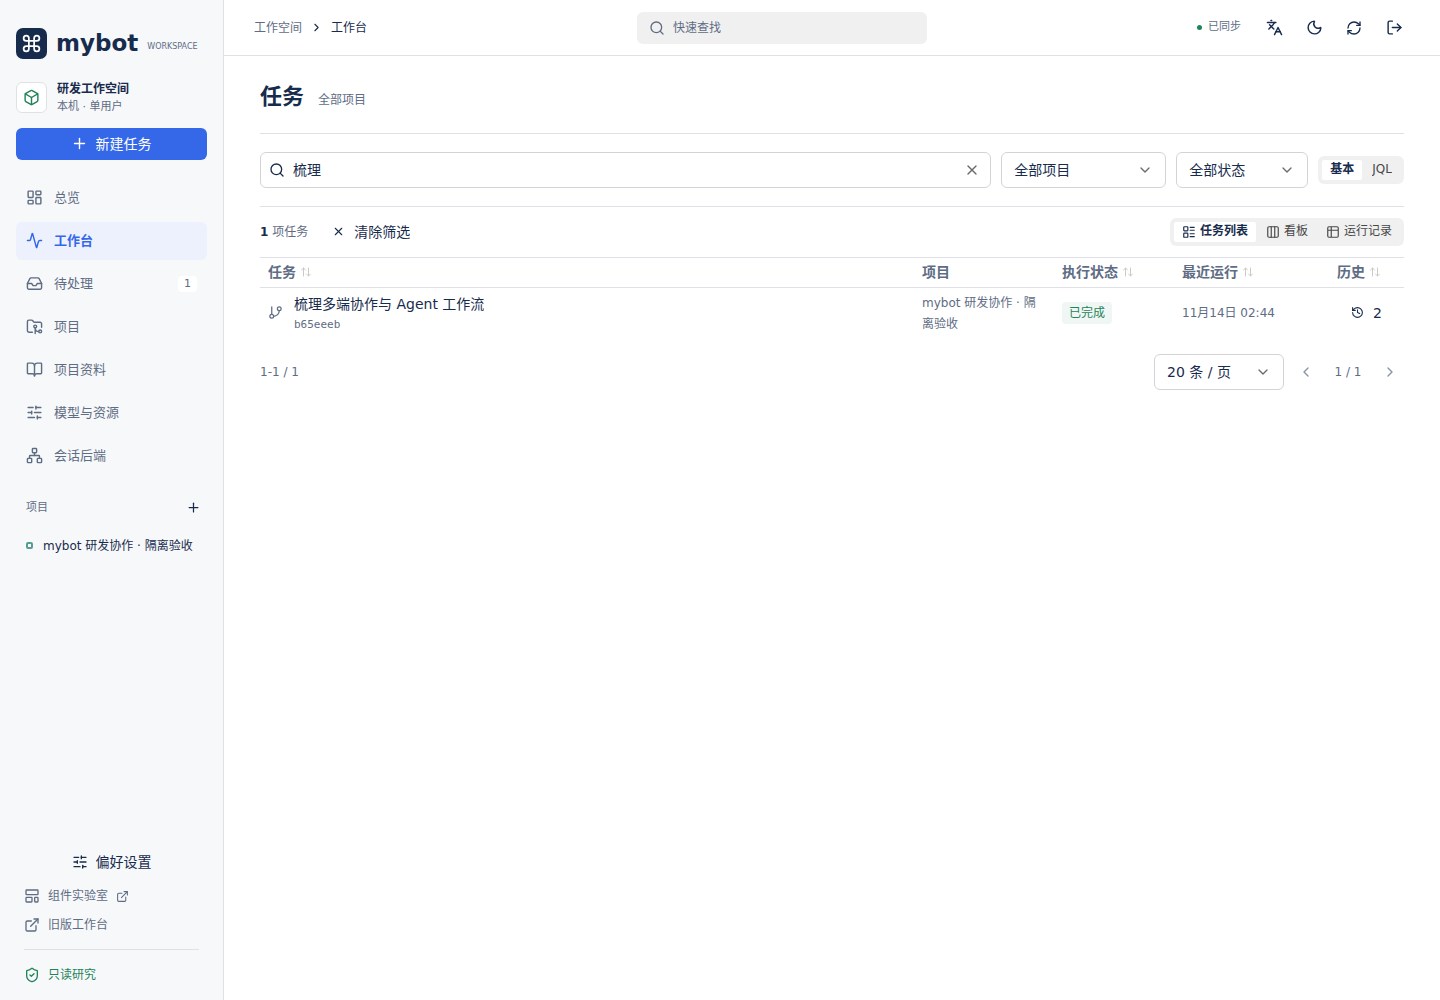 mybot WORKSPACE
研发工作空间
本机 · 单用户
新建任务
总览
工作台
待处理 1
项目
项目资料
模型与资源
会话后端
项目
mybot 研发协作 · 隔离验收
偏好设置
组件实验室
旧版工作台
只读研究
工作空间 工作台
快速查找
已同步
任务 全部项目
梳理
全部项目
全部状态
基本 JQL
1 项任务 清除筛选
任务列表 看板 运行记录
任务 项目 执行状态 最近运行 历史
梳理多端协作与 Agent 工作流
b65eeeb
mybot 研发协作 · 隔
离验收
已完成
11月14日 02:44
2
1-1 / 1
20 条 / 页
1 / 1